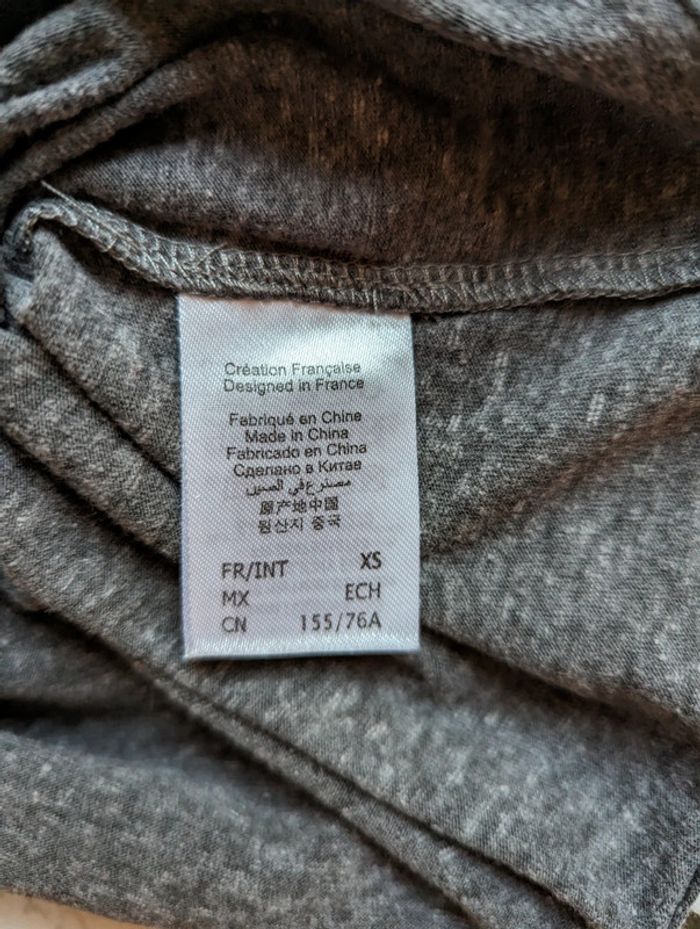 Création Française
Designed in France
Fabriqué en Chine
Made in China
Fabricado en China
Сделано в Китае
مصنوع في الصين
原产地中国
원산지 중국
FR/INT XS
MX ECH
CN 155/76A